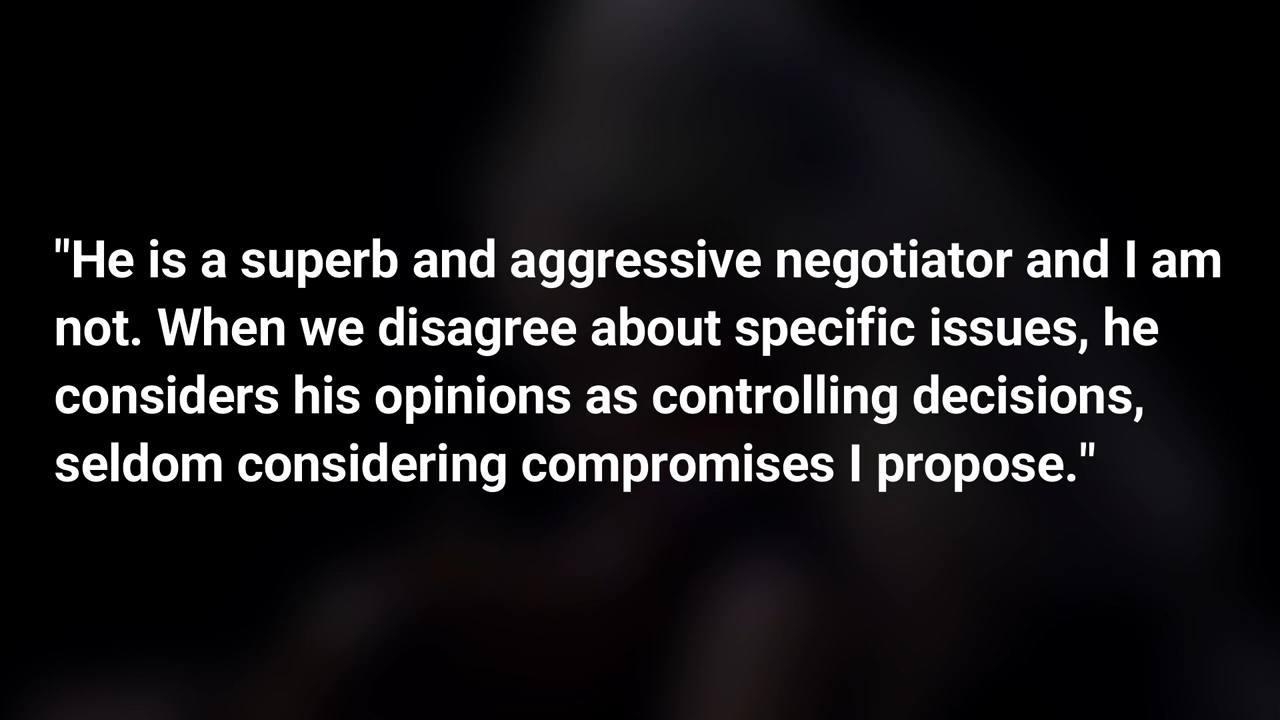 "He is a superb and aggressive negotiator and I am
not. When we disagree about specific issues, he
considers his opinions as controlling decisions,
seldom considering compromises I propose."